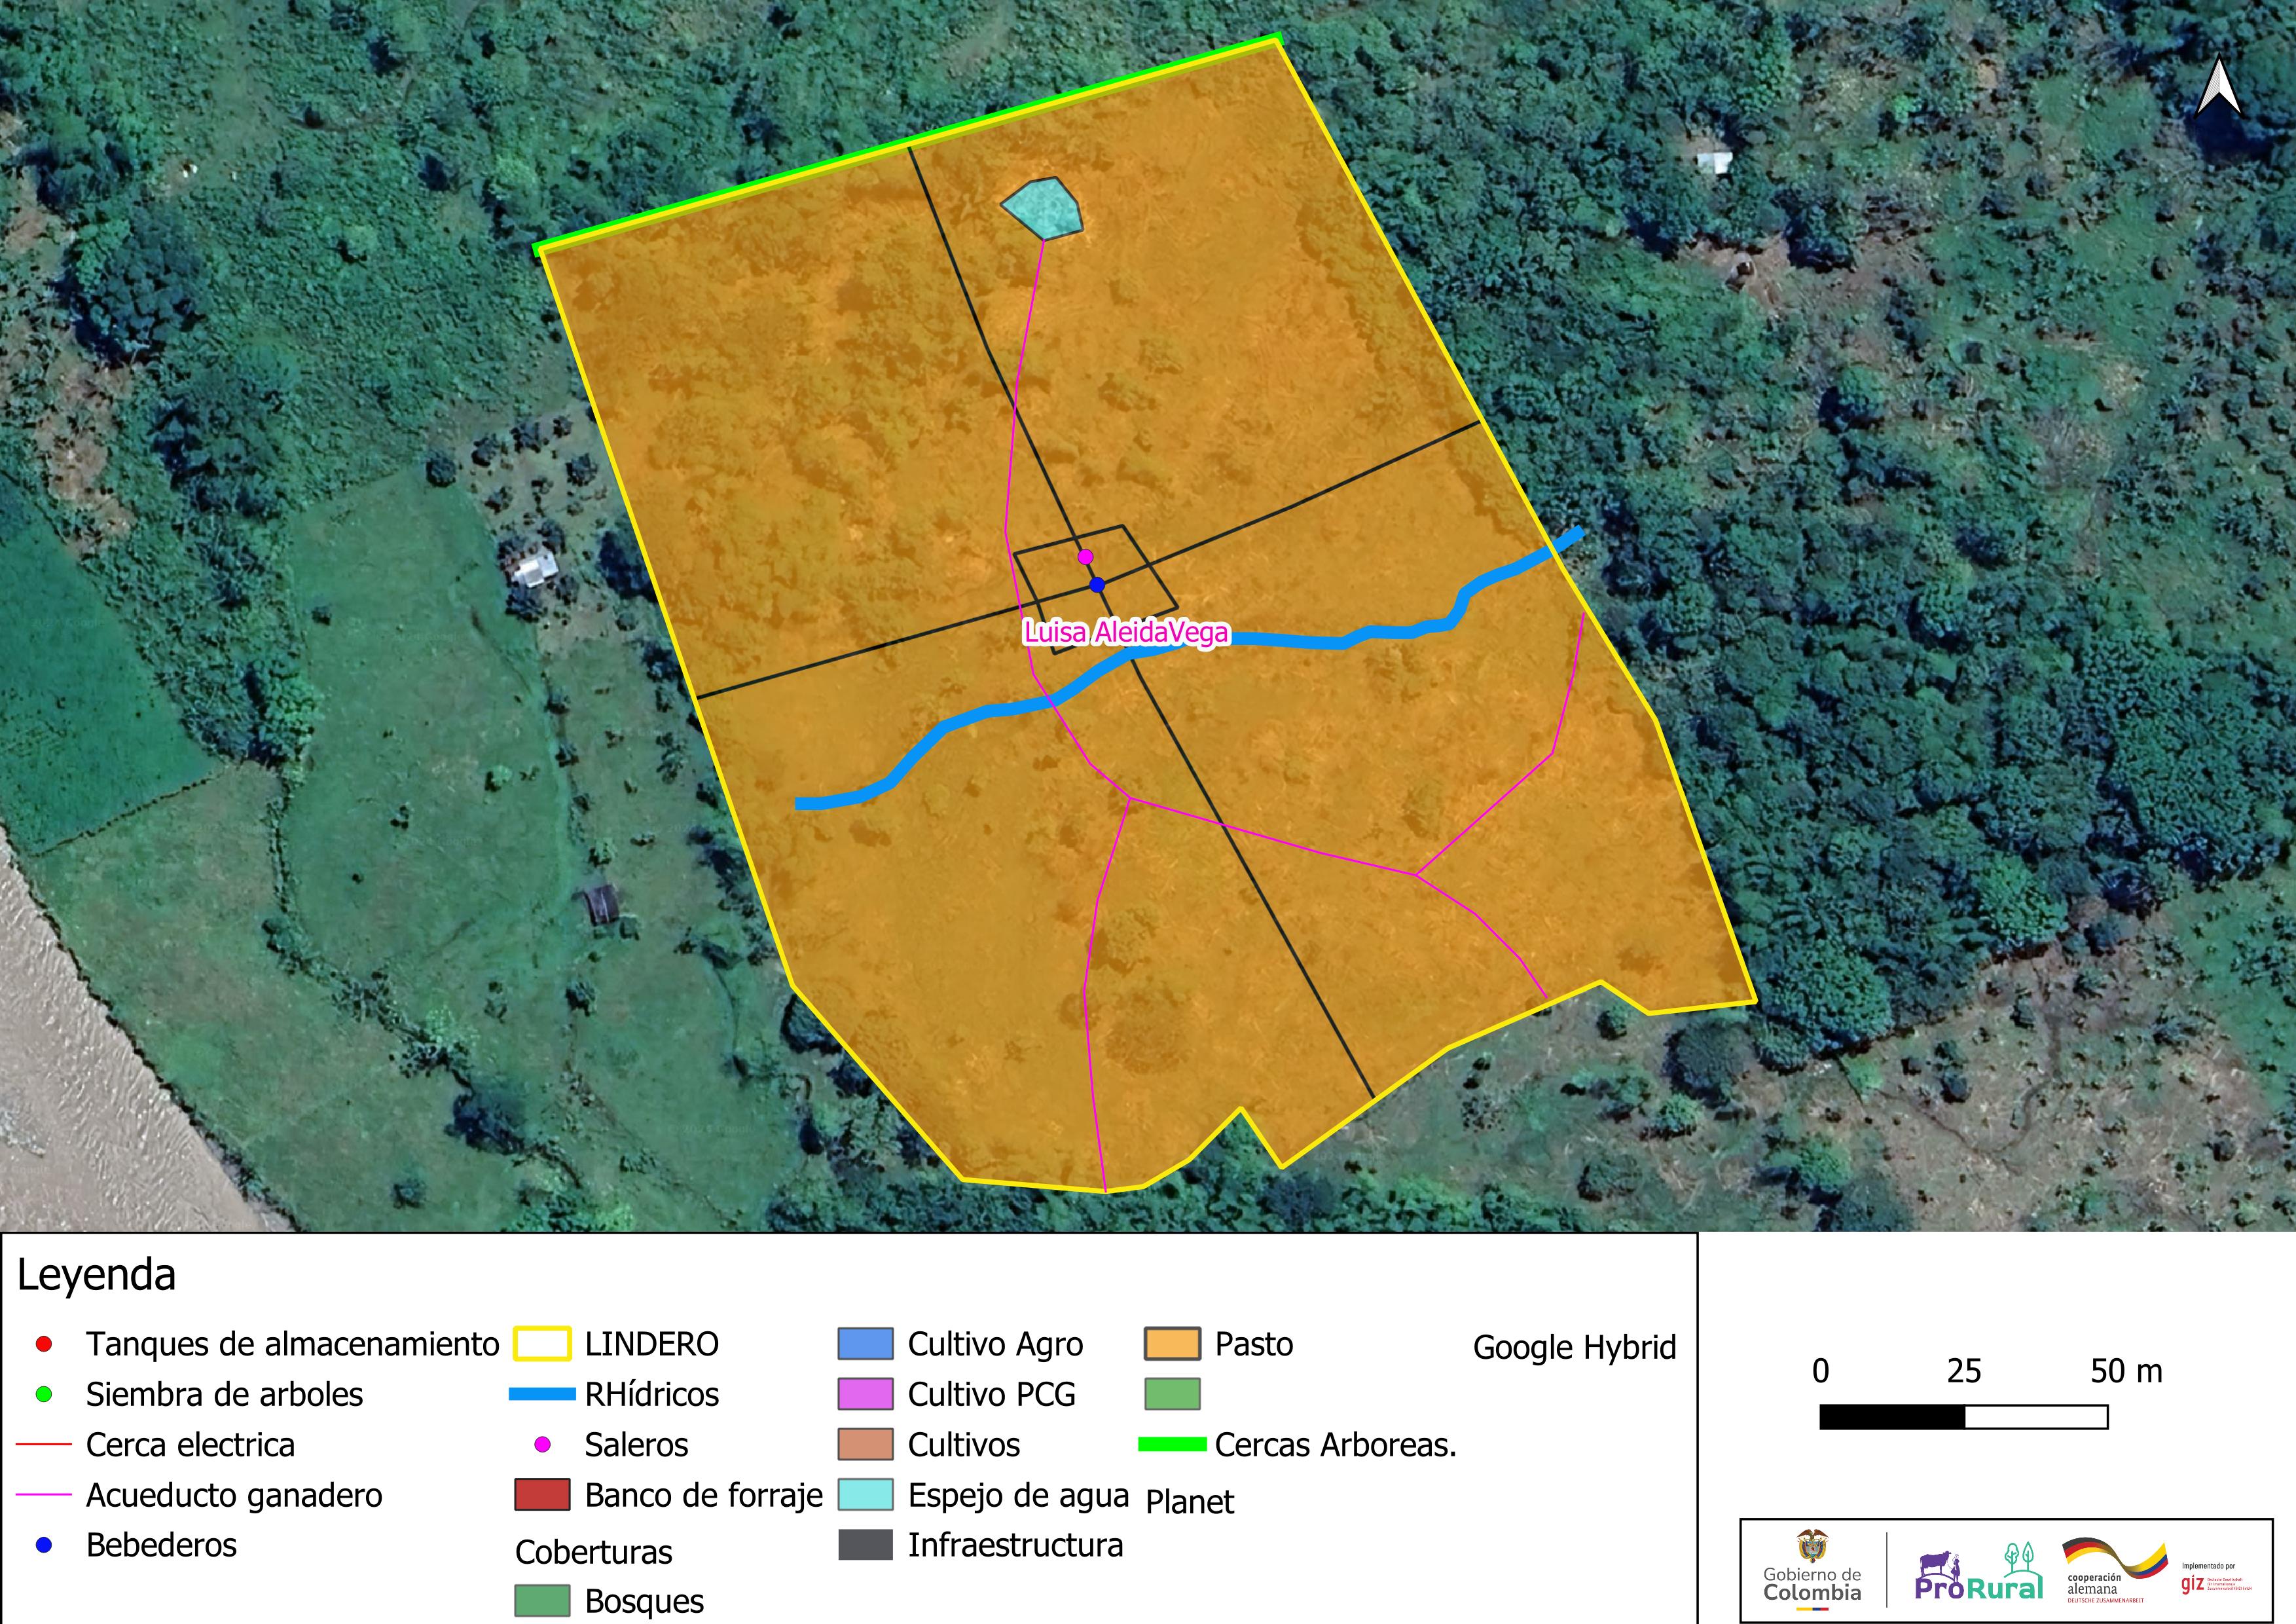 Luisa AleidaVega
Leyenda
Tanques de almacenamiento
Siembra de arboles
Cerca electrica
Acueducto ganadero
Bebederos
LINDERO
RHídricos
Saleros
Banco de forraje
Coberturas
Bosques
Cultivo Agro
Cultivo PCG
Cultivos
Espejo de agua
Infraestructura
Pasto
Cercas Arboreas.
Planet
Google Hybrid
0 25 50 m
Gobierno de
Colombia
ProRural
cooperación
alemana
DEUTSCHE ZUSAMMENARBEIT
Implementado por
giz